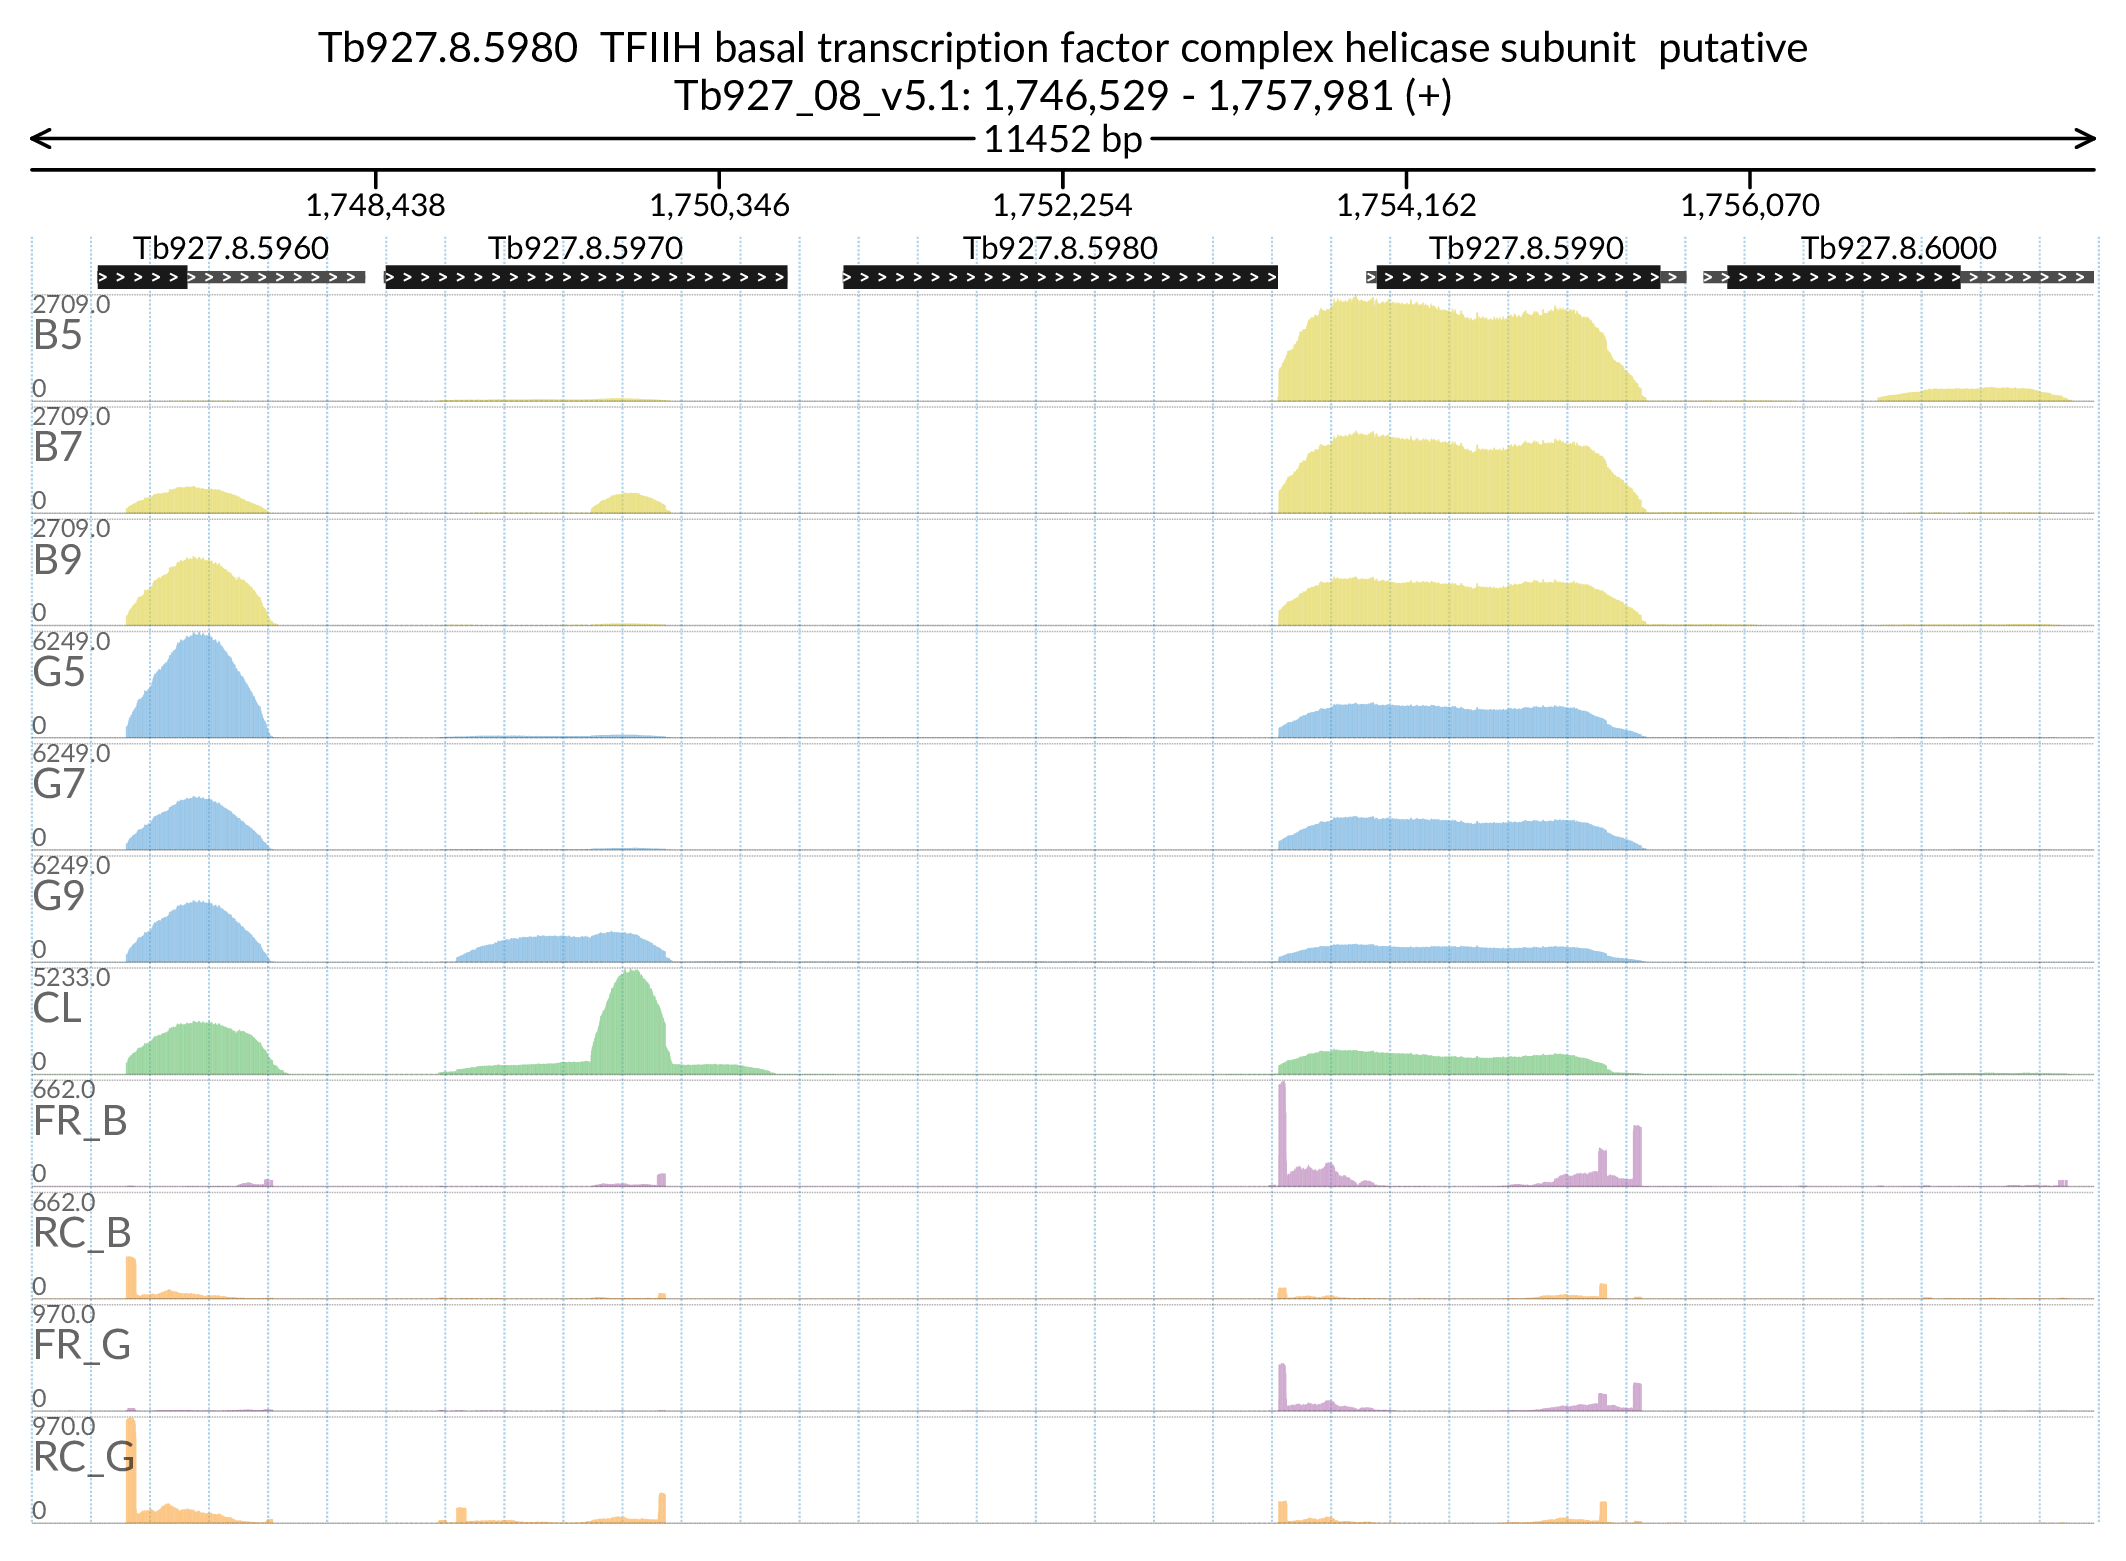 Tb927.8.5980  TFIIH basal transcription factor complex helicase subunit  putative
Tb927_08_v5.1: 1,746,529 - 1,757,981 (+)
11452 bp
1,748,438 1,750,346 1,752,254 1,754,162 1,756,070
Tb927.8.5960 Tb927.8.5970 Tb927.8.5980 Tb927.8.5990 Tb927.8.6000
2709.0
B5
0
2709.0
B7
0
2709.0
B9
0
6249.0
G5
0
6249.0
G7
0
6249.0
G9
0
5233.0
CL
0
662.0
FR_B
0
662.0
RC_B
0
970.0
FR_G
0
970.0
RC_G
0